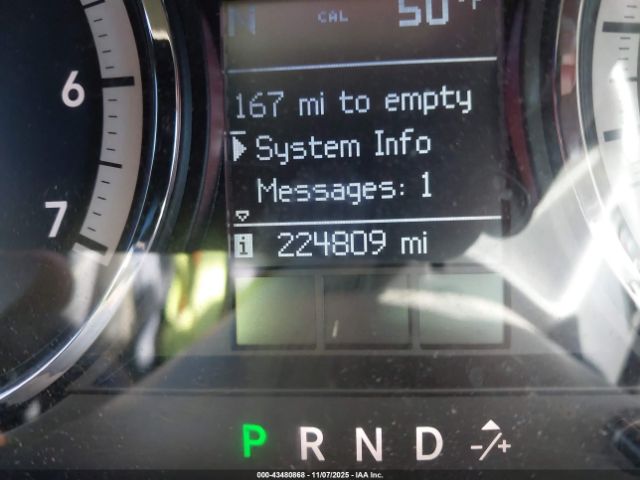 N CAL 50 °F
167 mi to empty
System Info
Messages: 1
i 224809 mi
6
7
P R N D -/+
000-43480868 - 11/07/2025 - IAA Inc.